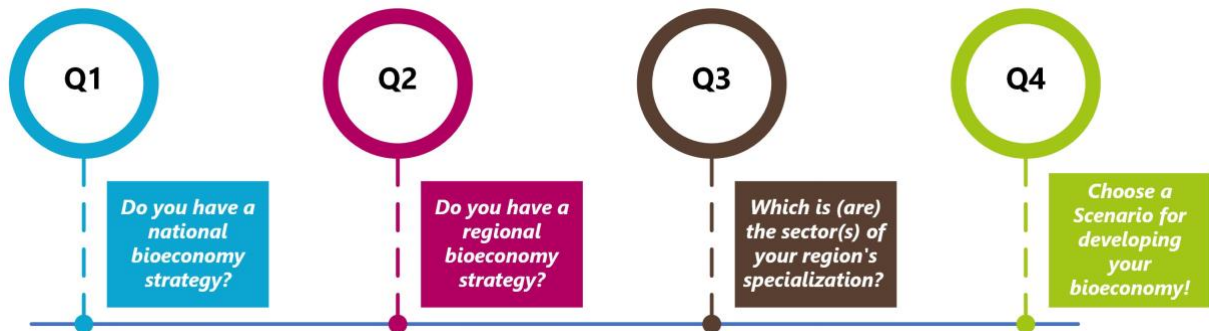 Q1
Q2
Q3
Q4
Do you have a
national
bioeconomy
strategy?
Do you have a
regional
bioeconomy
strategy?
Which is (are)
the sector(s) of
your region's
specialization?
Choose a
Scenario for
developing
your
bioeconomy!